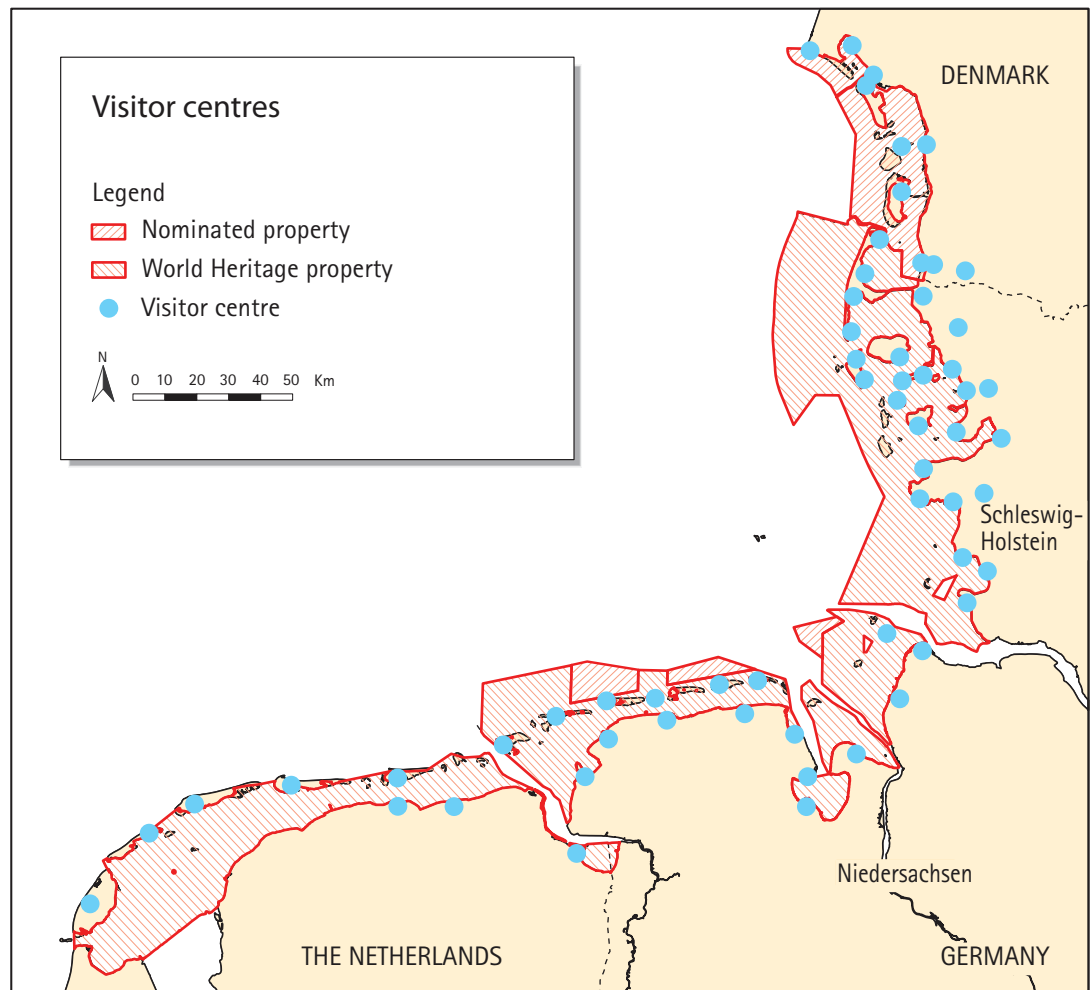 Visitor centres
Legend
Nominated property
World Heritage property
Visitor centre
N
0 10 20 30 40 50 Km
DENMARK
Schleswig-
Holstein
Niedersachsen
THE NETHERLANDS
GERMANY